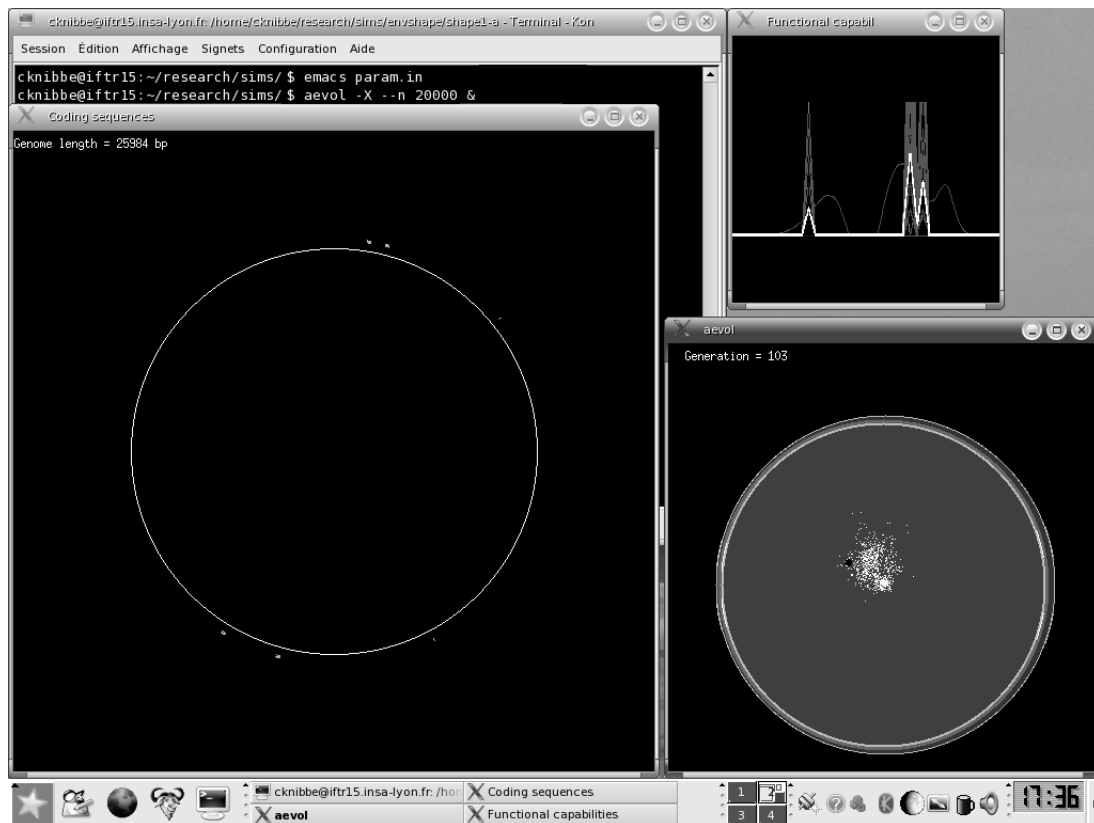 cknibbe@iftr15.insa-lyon.fr: /home/cknibbe/research/sims/envshape/shape1-a - Terminal - Kon
Session Édition Affichage Signets Configuration Aide
cknibbe@iftr15:~/research/sims/ $ emacs param.in
cknibbe@iftr15:~/research/sims/ $ aevol -X --n 20000 &
Coding sequences
Genome length = 25984 bp
Functional capabil
aevol
Generation = 103
cknibbe@iftr15.insa-lyon.fr: /hom
Coding sequences
aevol
Functional capabilities
1 2
3 4
17:36